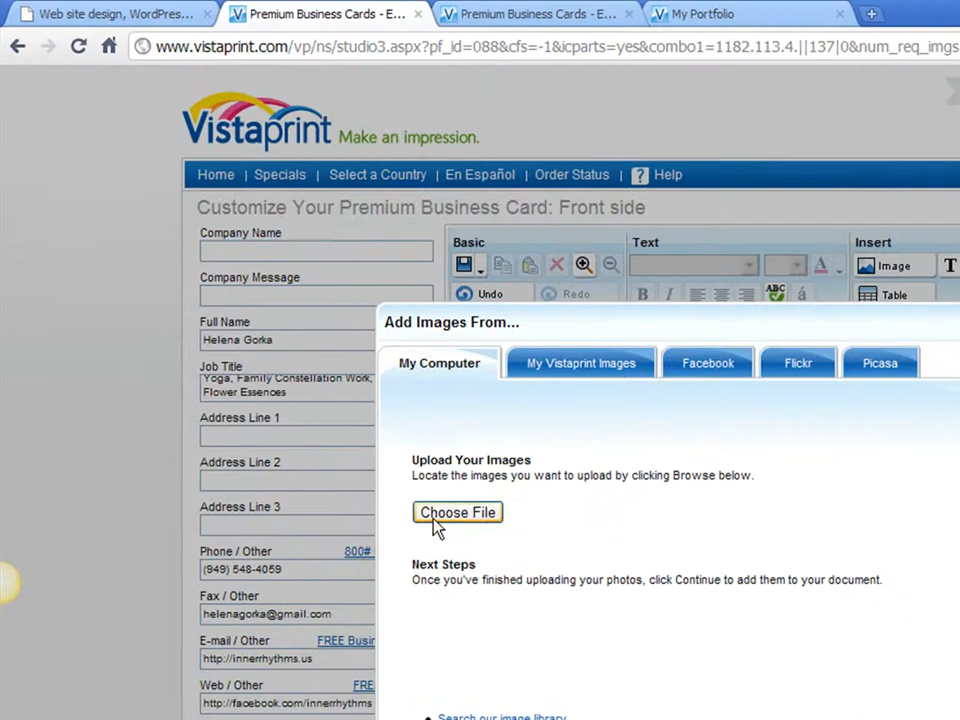 Web site design, WordPres...
Premium Business Cards - E...
Premium Business Cards - E...
My Portfolio
www.vistaprint.com/vp/ns/studio3.aspx?pf_id=088&cfs=-1&icparts=yes&combo1=1182.113.4.||137|0&num_req_imgs
Vistaprint Make an impression.
Home | Specials | Select a Country | En Español | Order Status | ? Help
Customize Your Premium Business Card: Front side
Company Name
Company Message
Full Name
Helena Gorka
Job Title
Yoga, Family Constellation Work,
Flower Essences
Address Line 1
Address Line 2
Address Line 3
Phone / Other 800#
(949) 548-4059
Fax / Other
helenagorka@gmail.com
E-mail / Other FREE Busin
http://innerrhythms.us
Web / Other FRE
http://facebook.com/innerrhythms
Basic
Text
Insert
A
Image
T
Undo
Redo
B I
ABC
á
Table
Add Images From...
My Computer
My Vistaprint Images
Facebook
Flickr
Picasa
Upload Your Images
Locate the images you want to upload by clicking Browse below.
Choose File
Next Steps
Once you've finished uploading your photos, click Continue to add them to your document.
Search our image library